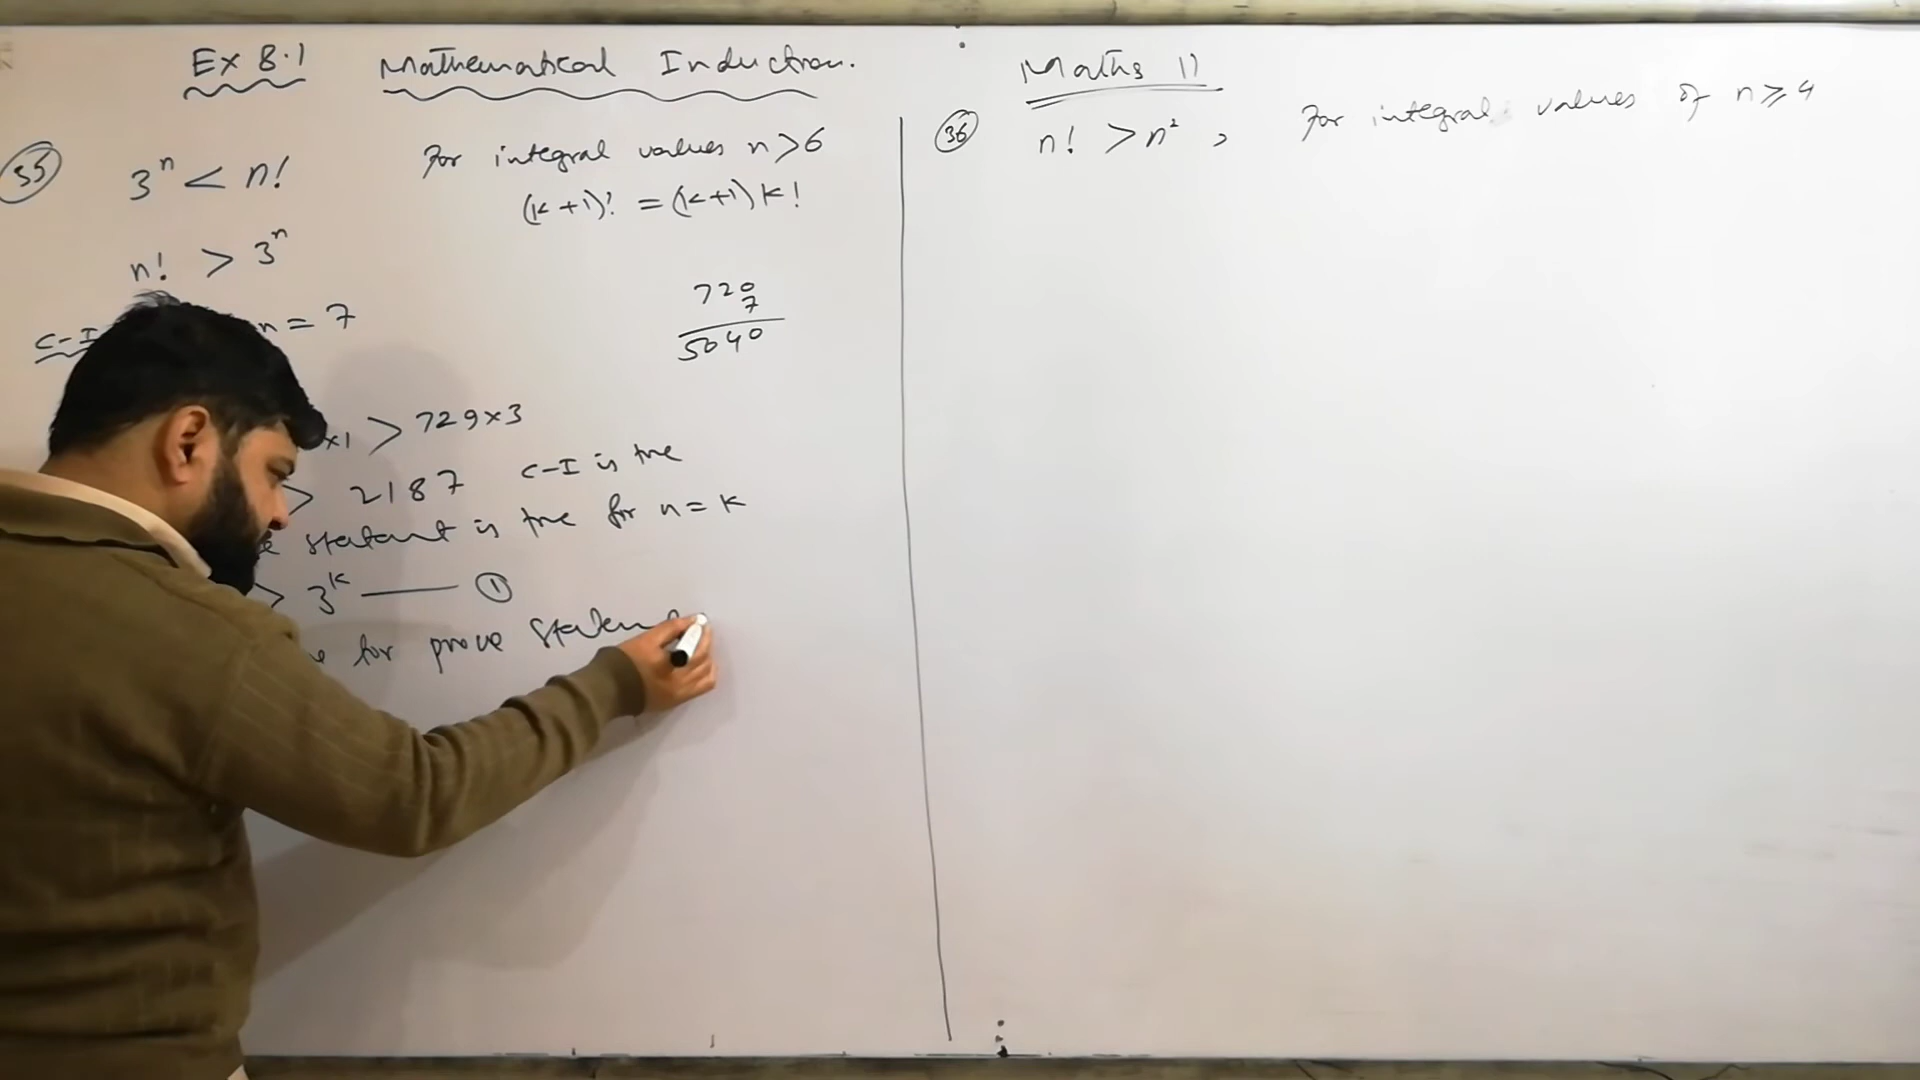 Ex 8.1 Mathematical Induction.
Maths 11
35 3ⁿ < n! For integral values n > 6
(k+1)! = (k+1) k!
n! > 3ⁿ
720
7
5040
C-I n = 7
×1 > 729×3
> 2187 C-I is true
statement is true for n = k
> 3ᵏ —— ①
for prove statem
36 n! > n² , For integral values of n ≥ 4